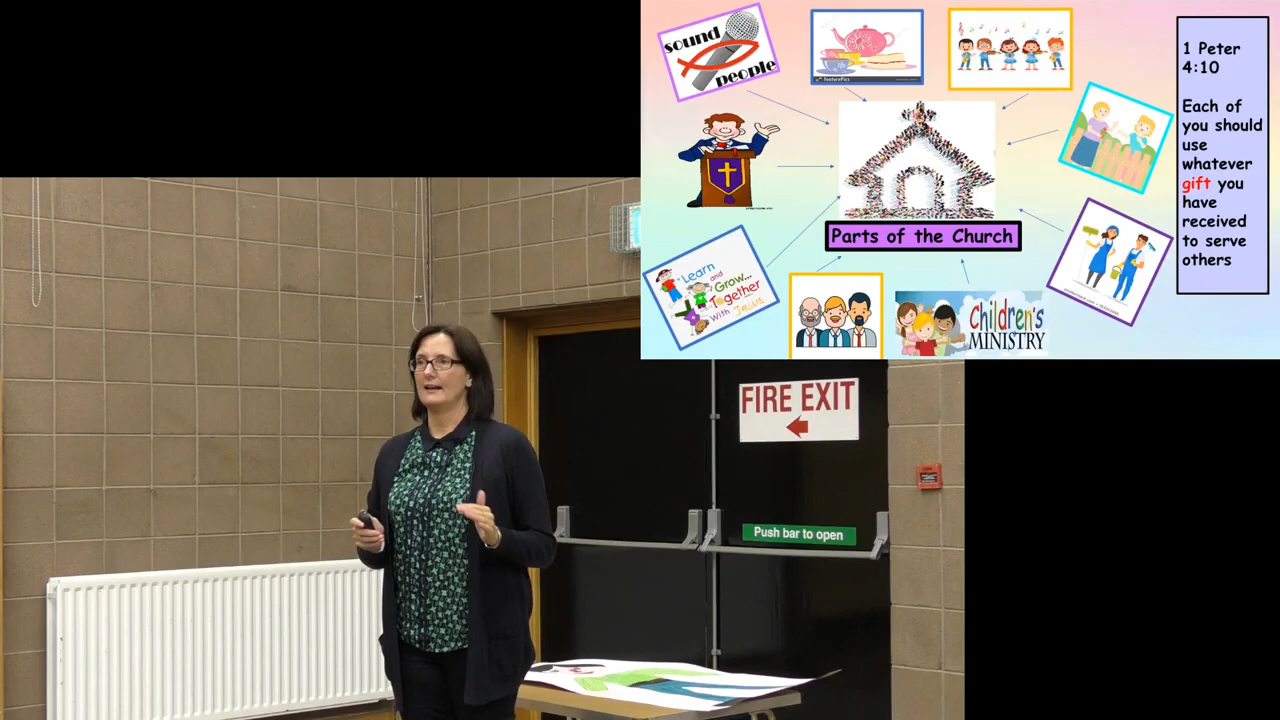 sound
people
FeaturePics
1 Peter
4:10
Each of
you should
use
whatever
gift you
have
received
to serve
others
Parts of the Church
Learn
and
Grow...
Together
With Jesus
Children's
MINISTRY
FIRE EXIT
Push bar to open